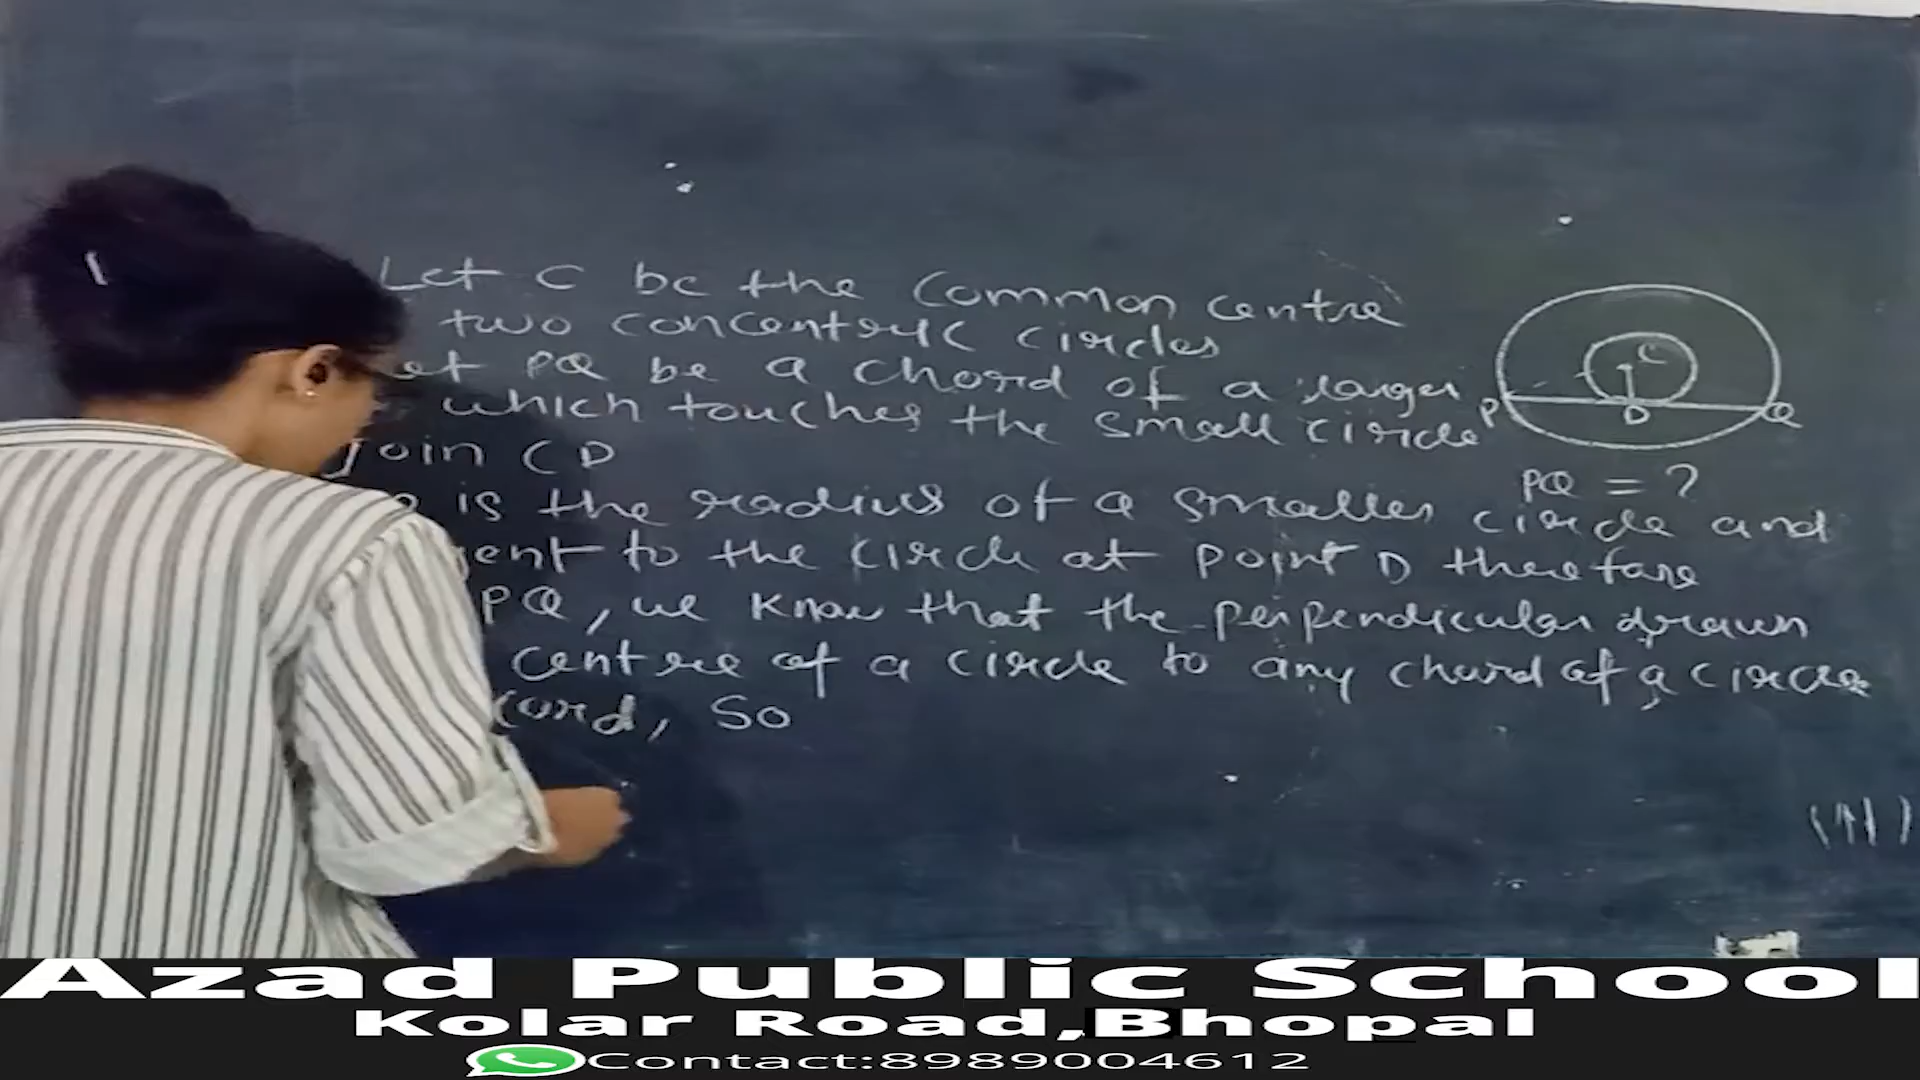 Let C be the common centre
two concentric circles
et PQ be a chord of a larger
which touches the small circle
Join CD
is the radius of a smaller circle and
ent to the circle at point D therefore
PQ, we know that the perpendicular drawn
centre of a circle to any chord of a circle
cord, So
C
P
D
Q
PQ = ?
Azad Public School
Kolar Road,Bhopal
Contact:8989004612